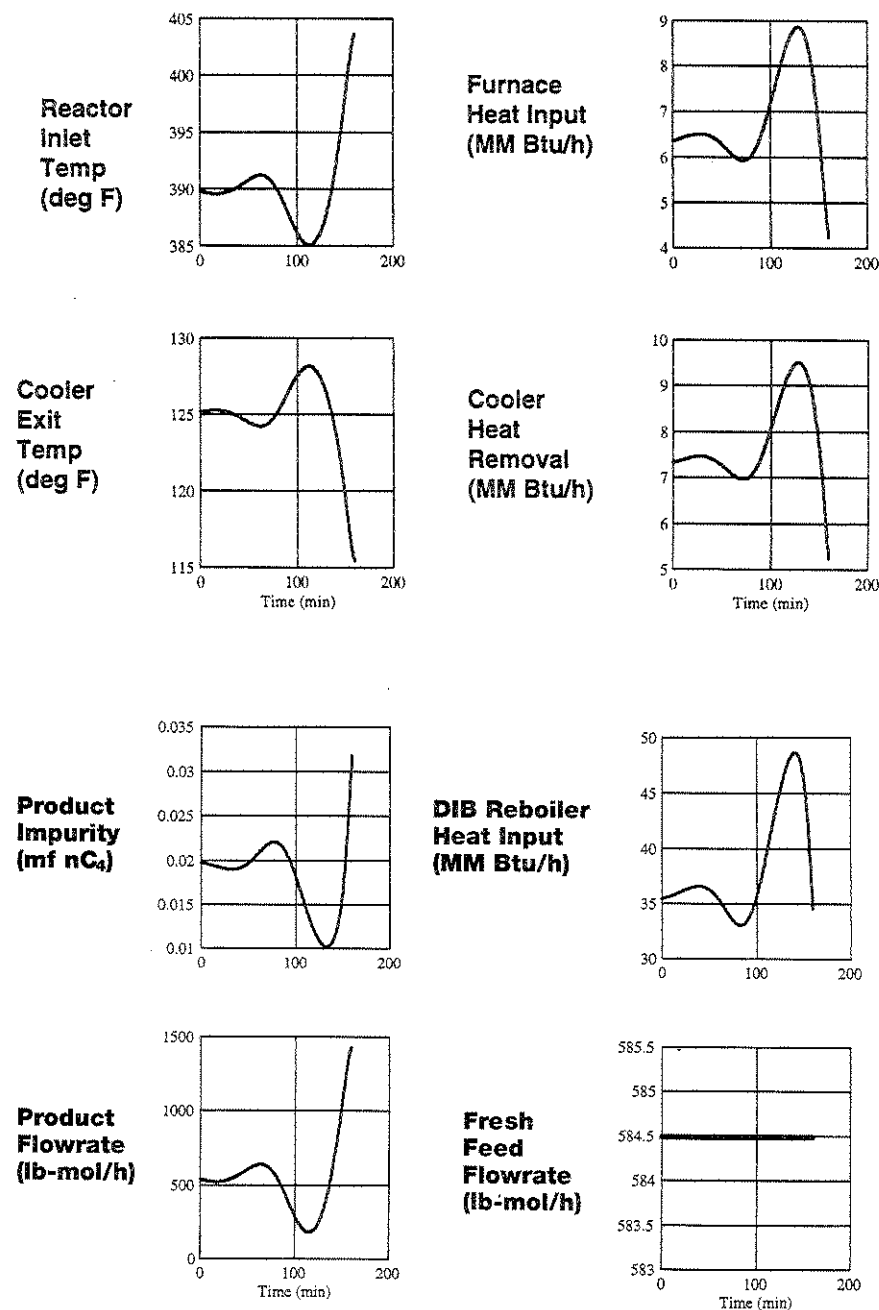 Reactor
Inlet
Temp
(deg F)
405
400
395
390
385
0
100
200
Furnace
Heat Input
(MM Btu/h)
9
8
7
6
5
4
0
100
200
Cooler
Exit
Temp
(deg F)
130
125
120
115
0
100
200
Time (min)
Cooler
Heat
Removal
(MM Btu/h)
10
9
8
7
6
5
0
100
200
Time (min)
Product
Impurity
(mf nC₄)
0.035
0.03
0.025
0.02
0.015
0.01
0
100
200
DIB Reboiler
Heat Input
(MM Btu/h)
50
45
40
35
30
0
100
200
Product
Flowrate
(lb-mol/h)
1500
1000
500
0
0
100
200
Time (min)
Fresh
Feed
Flowrate
(lb-mol/h)
585.5
585
584.5
584
583.5
583
0
100
200
Time (min)